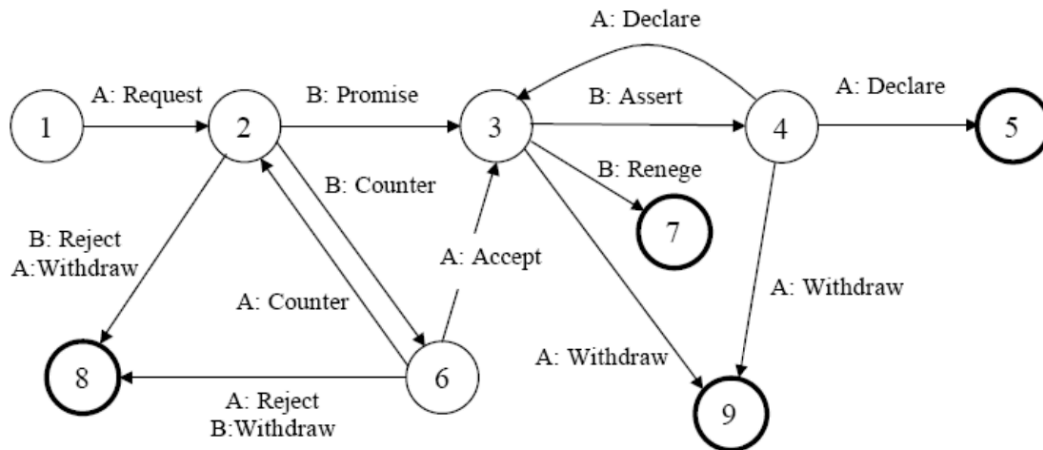 A: Declare
A: Request
B: Promise
B: Assert
A: Declare
1
2
3
4
5
B: Counter
B: Renege
7
B: Reject
A:Withdraw
A: Accept
A: Counter
A: Withdraw
A: Withdraw
8
6
9
A: Reject
B:Withdraw